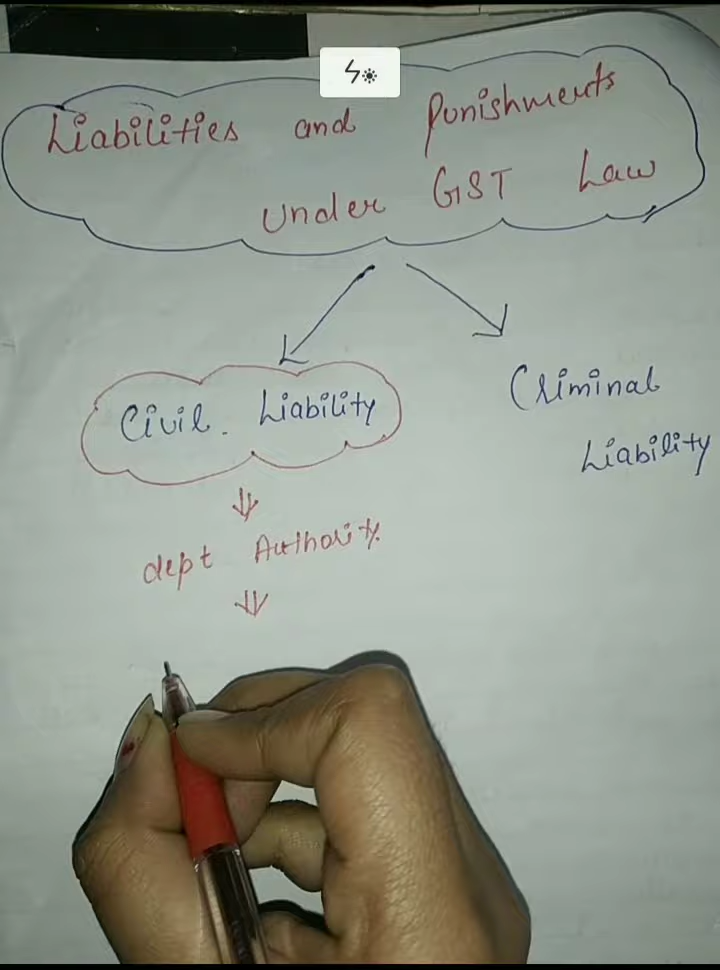 Liabilities and Punishments
Under GST Law
Civil Liability
Criminal
Liability
dept Authority